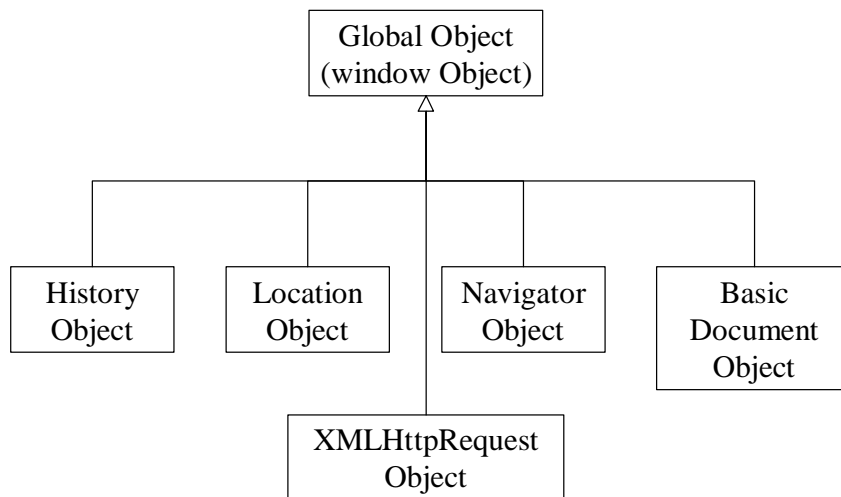 Global Object
(window Object)
History
Object
Location
Object
Navigator
Object
Basic
Document
Object
XMLHttpRequest
Object